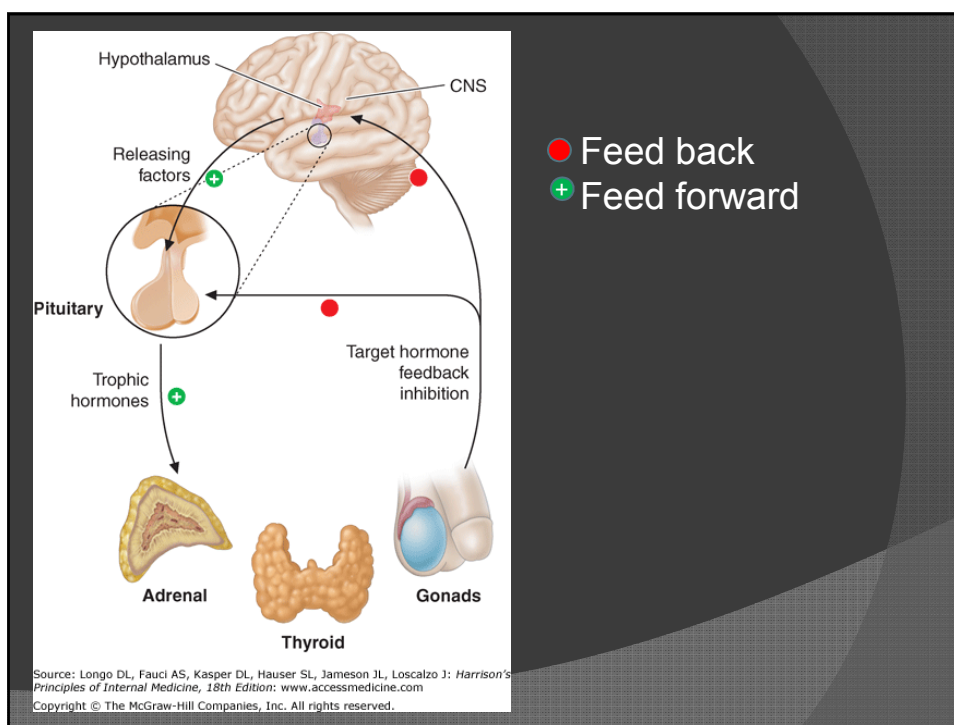 Hypothalamus
CNS
Releasing
factors
+
Pituitary
Trophic
hormones
+
Target hormone
feedback
inhibition
Adrenal
Thyroid
Gonads
Source: Longo DL, Fauci AS, Kasper DL, Hauser SL, Jameson JL, Loscalzo J: Harrison's
Principles of Internal Medicine, 18th Edition: www.accessmedicine.com
Copyright © The McGraw-Hill Companies, Inc. All rights reserved.
Feed back
+ Feed forward